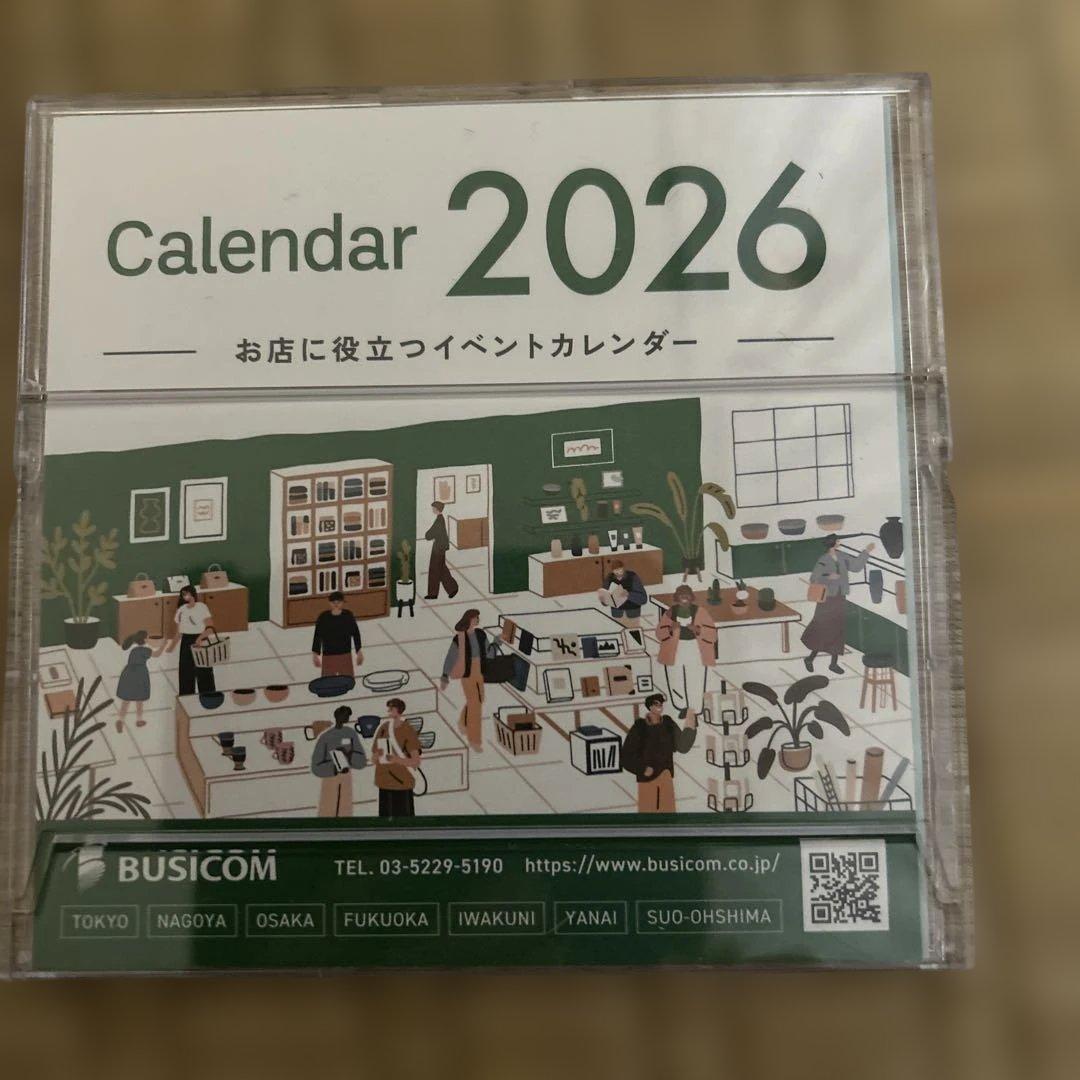 Calendar 2026
お店に役立つイベントカレンダー
BUSICOM TEL. 03-5229-5190 https://www.busicom.co.jp/
TOKYO NAGOYA OSAKA FUKUOKA IWAKUNI YANAI SUO-OHSHIMA